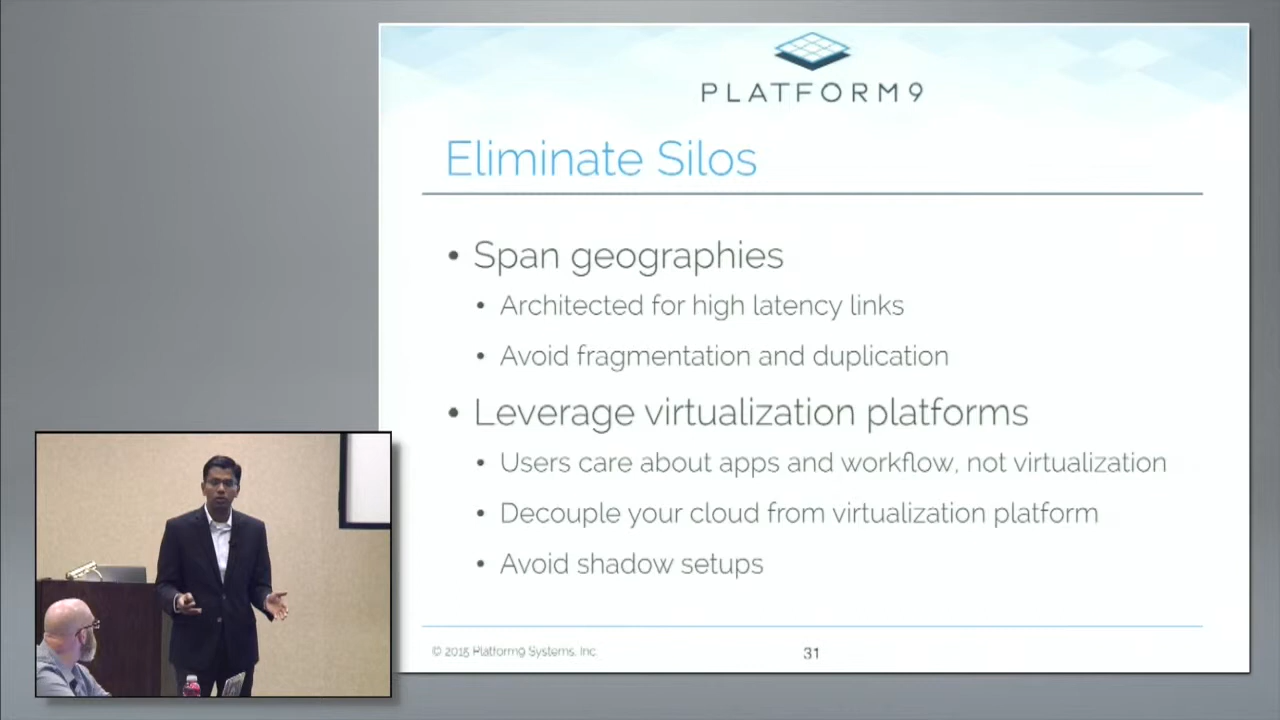 PLATFORM9
Eliminate Silos
• Span geographies
• Architected for high latency links
• Avoid fragmentation and duplication
• Leverage virtualization platforms
• Users care about apps and workflow, not virtualization
• Decouple your cloud from virtualization platform
• Avoid shadow setups
© 2015 Platform9 Systems, Inc
31